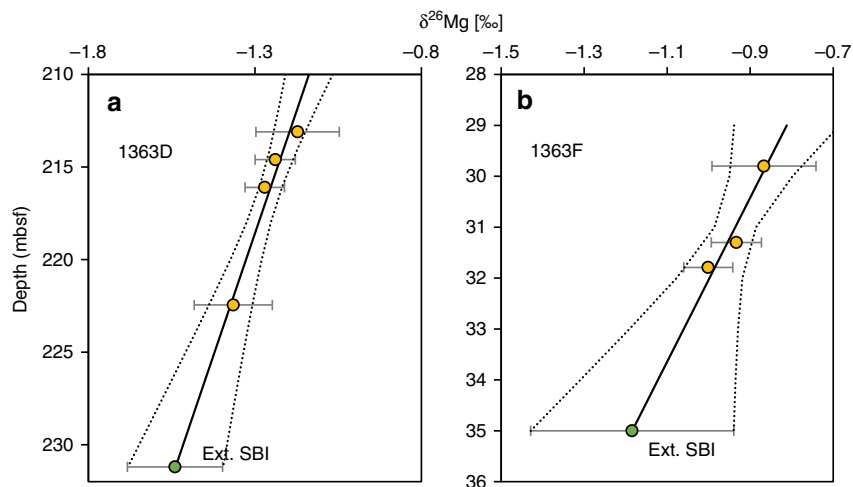 δ26Mg [‰]
–1.8 –1.3 –0.8 –1.5 –1.3 –1.1 –0.9 –0.7
210 28
a b
29
1363D 1363F
215
30
31
220
32
Depth (mbsf)
33
225
34
230 35
Ext. SBI Ext. SBI
36